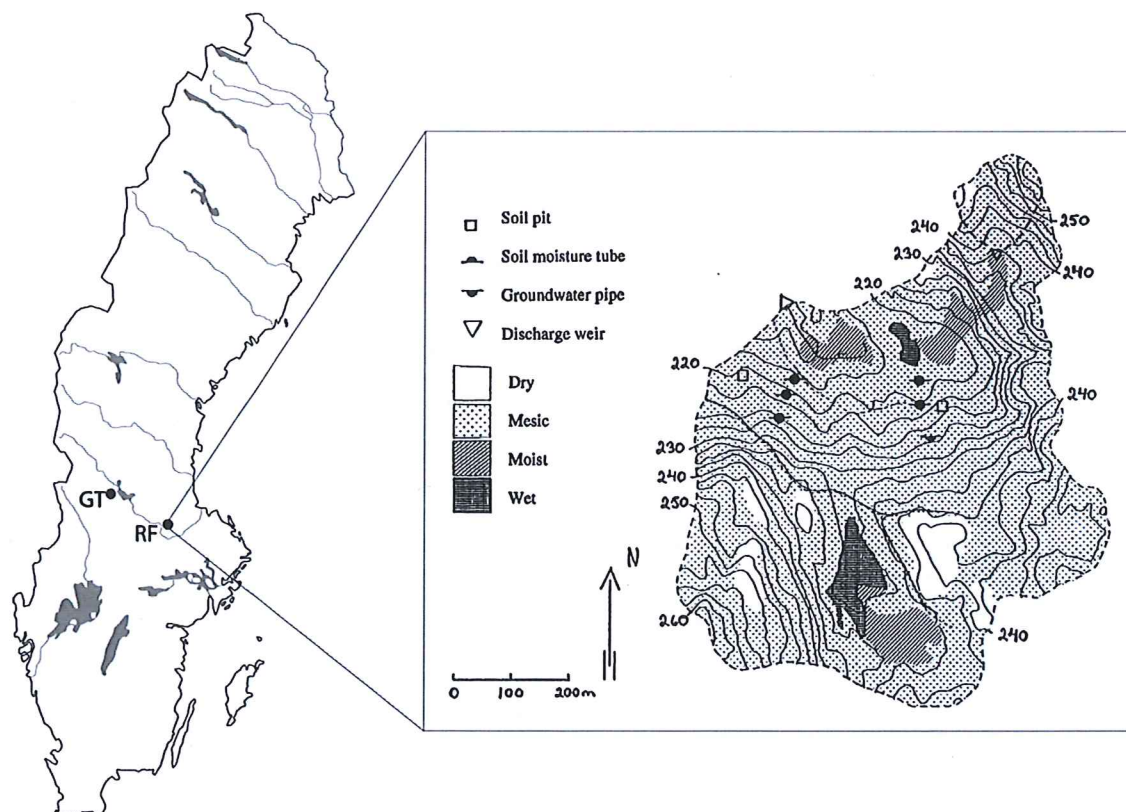 GT
RF
Soil pit
Soil moisture tube
Groundwater pipe
Discharge weir
Dry
Mesic
Moist
Wet
N
0 100 200m
240
250
230
240
220
220
240
230
240
250
260
240